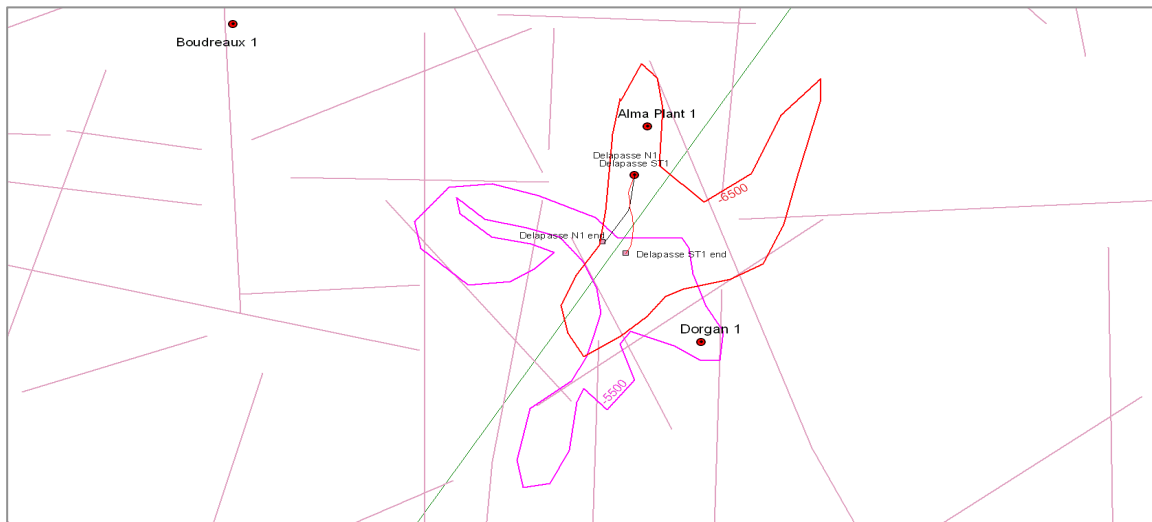 Boudreaux 1
Alma Plant 1
Delapasse N1
Delapasse ST1
-6500
Delapasse N1 end
Delapasse ST1 end
Dorgan 1
-5500